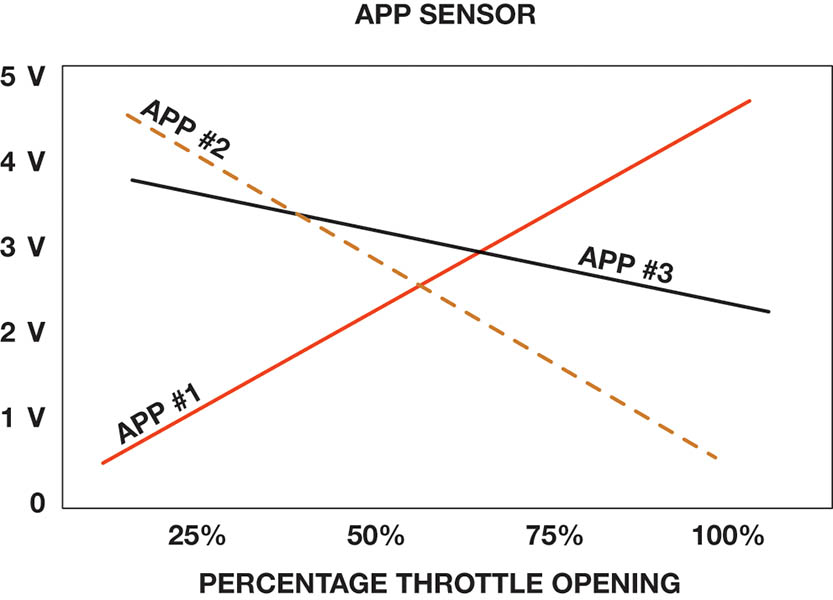 APP SENSOR
5 V
APP #2
4 V
3 V
APP #3
2 V
APP #1
1 V
0
25% 50% 75% 100%
PERCENTAGE THROTTLE OPENING